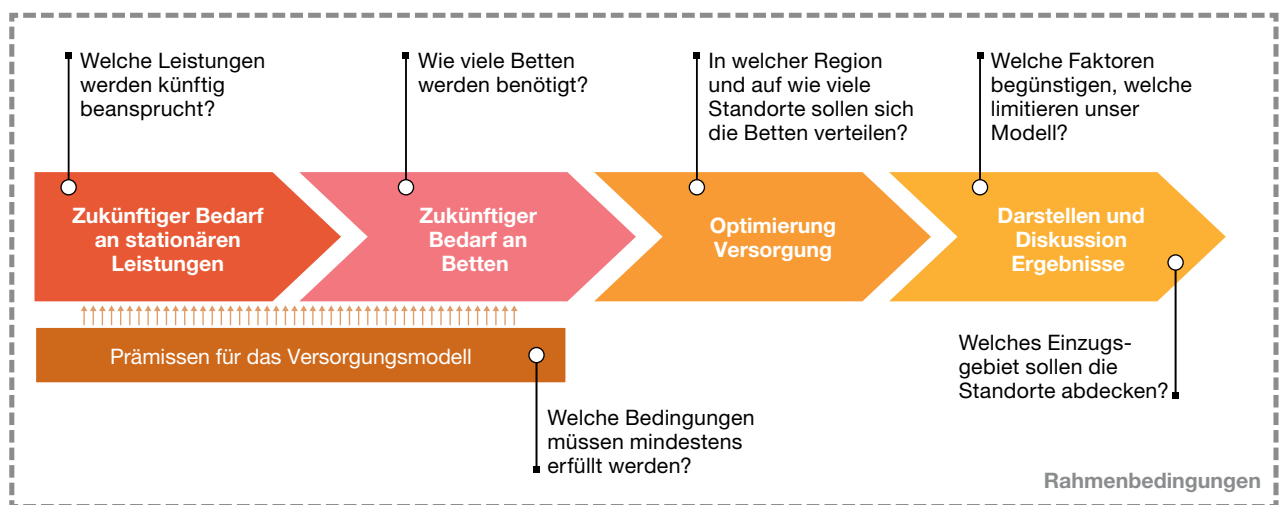 Welche Leistungen
werden künftig
beansprucht?
Wie viele Betten
werden benötigt?
In welcher Region
und auf wie viele
Standorte sollen sich
die Betten verteilen?
Welche Faktoren
begünstigen, welche
limitieren unser
Modell?
Zukünftiger Bedarf
an stationären
Leistungen
Zukünftiger
Bedarf an
Betten
Optimierung
Versorgung
Darstellen und
Diskussion
Ergebnisse
Prämissen für das Versorgungsmodell
Welches Einzugs-
gebiet sollen die
Standorte abdecken?
Welche Bedingungen
müssen mindestens
erfüllt werden?
Rahmenbedingungen